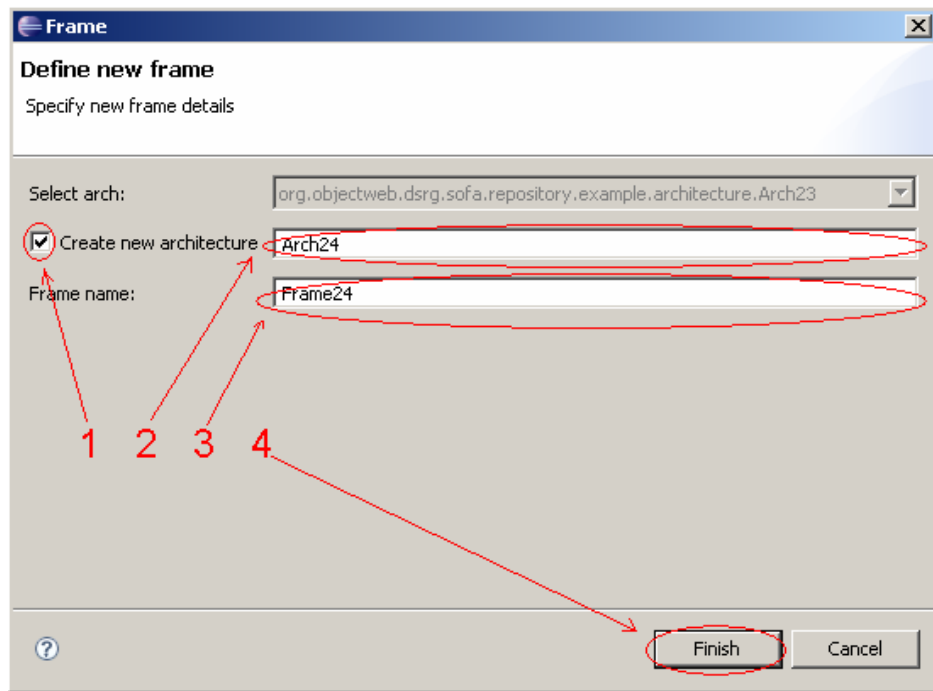 Frame
Define new frame
Specify new frame details
Select arch: org.objectweb.dsrg.sofa.repository.example.architecture.Arch23
Create new architecture Arch24
Frame name: Frame24
1 2 3 4
? Finish Cancel